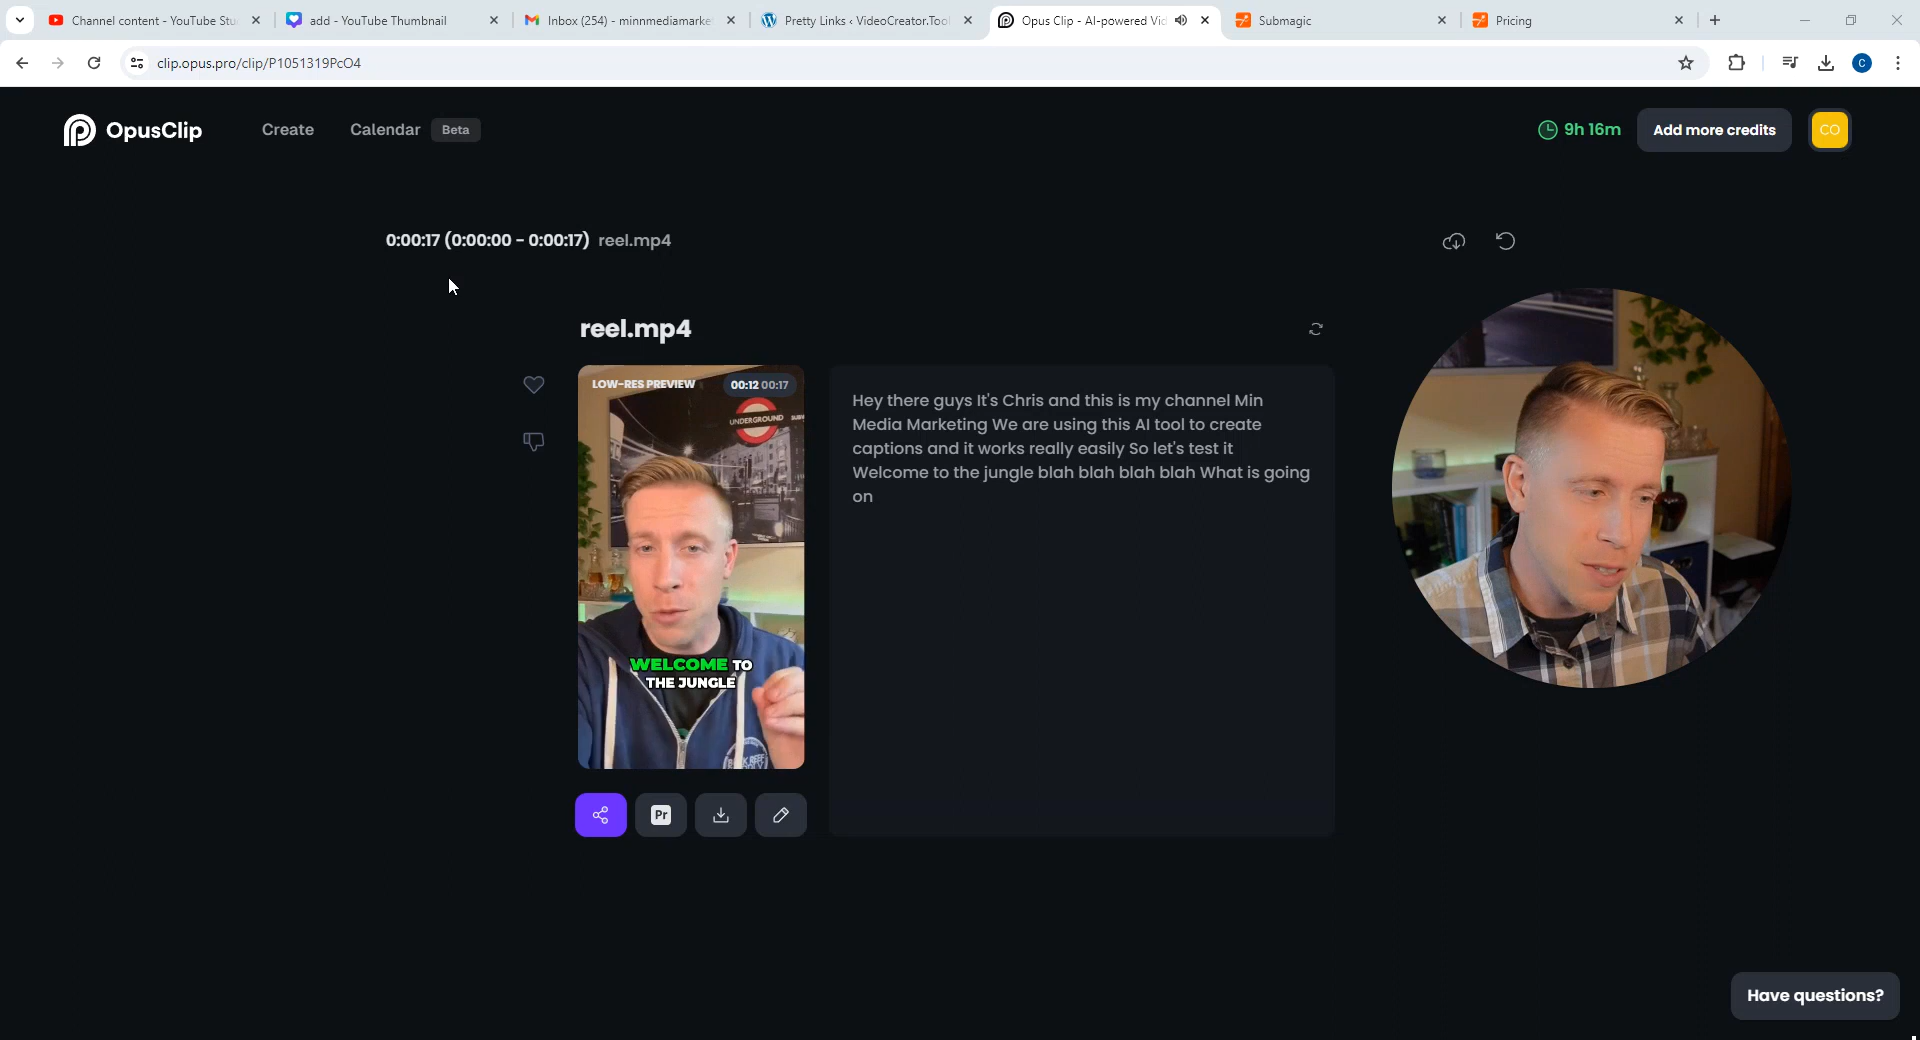 Channel content - YouTube Stu
add - YouTube Thumbnail
Inbox (254) - minnmediamarke
Pretty Links ‹ VideoCreator.Tool
Opus Clip - AI-powered Vid
Submagic
Pricing
clip.opus.pro/clip/P1051319PcO4
C
OpusClip
Create
Calendar
Beta
9h 16m
Add more credits
CO
0:00:17 (0:00:00 - 0:00:17) reel.mp4
reel.mp4
LOW-RES PREVIEW
00:12 00:17
UNDERGROUND
WELCOME TO
THE JUNGLE
Hey there guys It's Chris and this is my channel Min
Media Marketing We are using this AI tool to create
captions and it works really easily So let's test it
Welcome to the jungle blah blah blah blah What is going
on
Pr
Have questions?